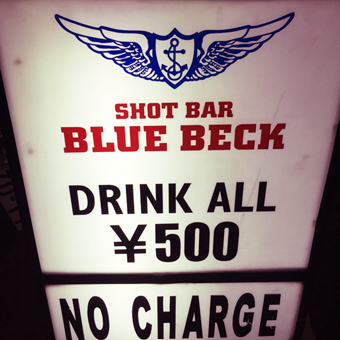 SHOT BAR
BLUE BECK
DRINK ALL
¥500
NO CHARGE